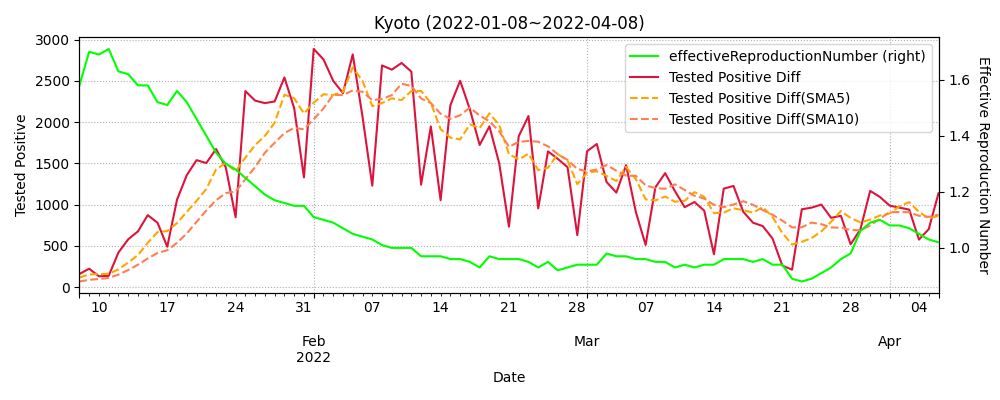 Kyoto (2022-01-08~2022-04-08)
effectiveReproductionNumber (right)
Tested Positive Diff
Tested Positive Diff(SMA5)
Tested Positive Diff(SMA10)
Tested Positive
3000
2500
2000
1500
1000
500
0
1.6
1.4
1.2
1.0
Effective Reproduction Number
10 17 24 31 07 14 21 28 07 14 21 28 04
Feb Mar Apr
2022
Date